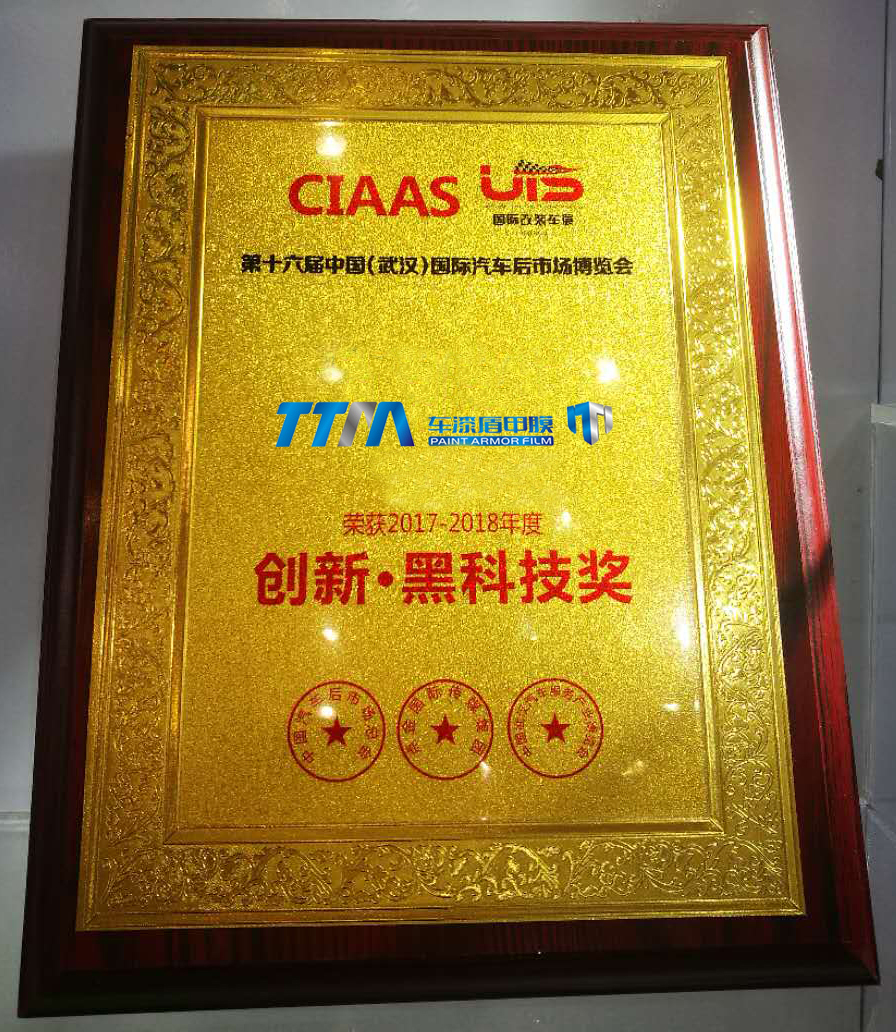 CIAAS UIS
国际改装车展
第十六届中国(武汉)国际汽车后市场博览会
TTM 车漆盾甲膜
PAINT ARMOR FILM
荣获2017-2018年度
创新·黑科技奖